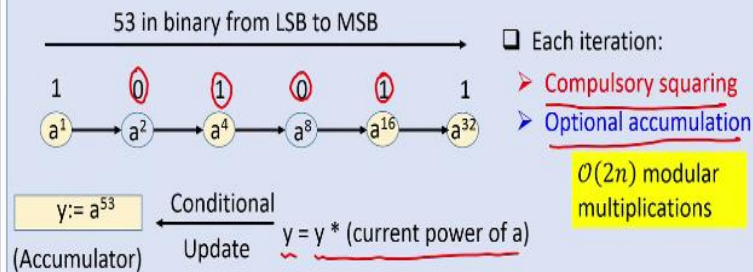 53 in binary from LSB to MSB
1 0 1 0 1 1
a¹ a² a⁴ a⁸ a¹⁶ a³²
y:= a⁵³
(Accumulator)
Conditional
Update
y = y * (current power of a)
❑ Each iteration:
➢ Compulsory squaring
➢ Optional accumulation
𝒪(2n) modular
multiplications